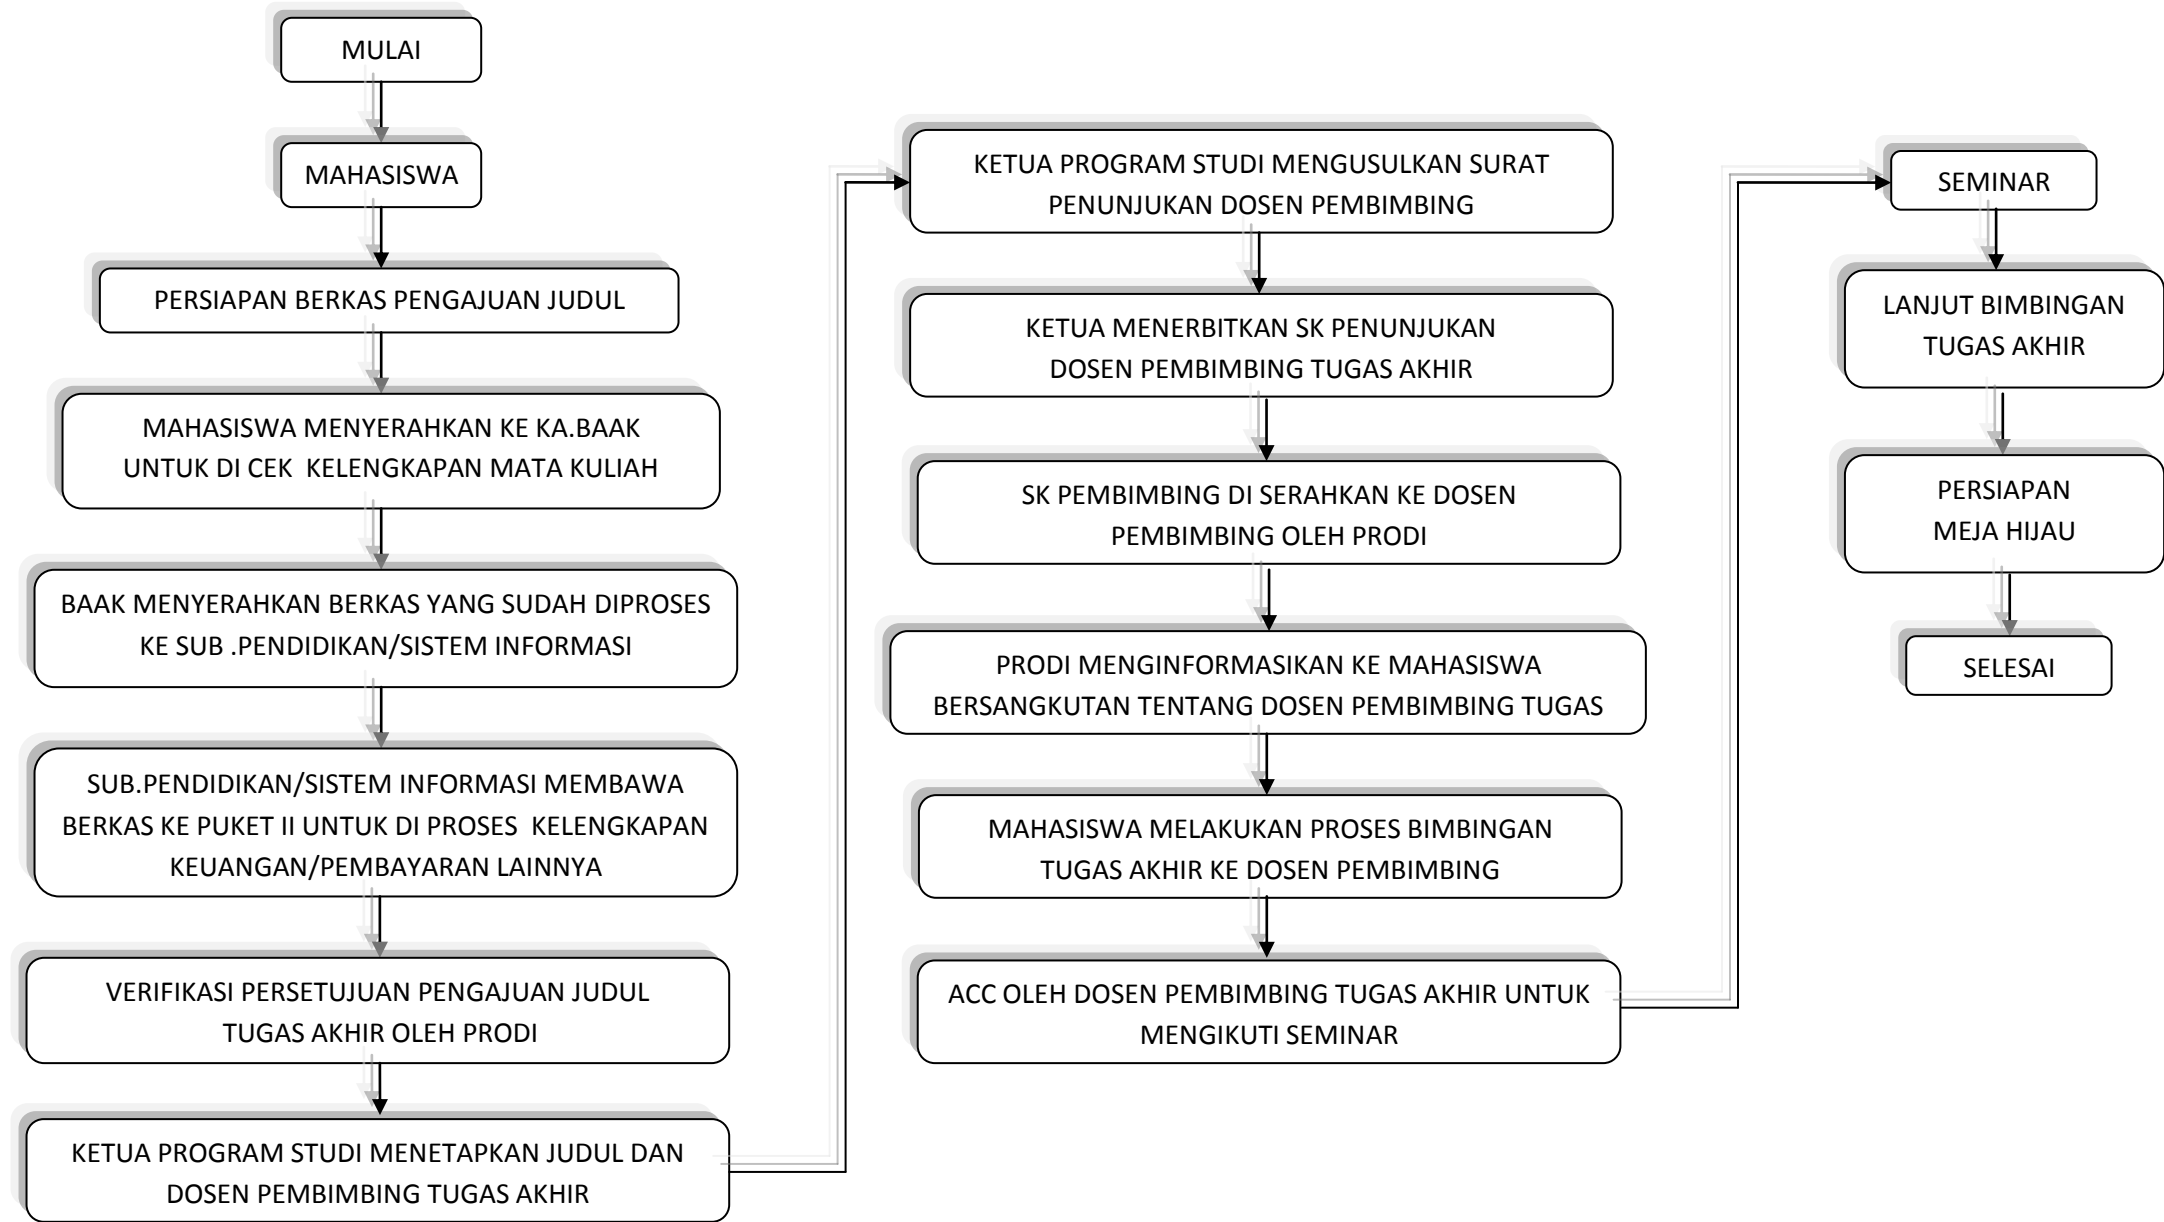 MULAI
MAHASISWA
PERSIAPAN BERKAS PENGAJUAN JUDUL
MAHASISWA MENYERAHKAN KE KA.BAAK
UNTUK DI CEK KELENGKAPAN MATA KULIAH
BAAK MENYERAHKAN BERKAS YANG SUDAH DIPROSES
KE SUB .PENDIDIKAN/SISTEM INFORMASI
SUB.PENDIDIKAN/SISTEM INFORMASI MEMBAWA
BERKAS KE PUKET II UNTUK DI PROSES KELENGKAPAN
KEUANGAN/PEMBAYARAN LAINNYA
VERIFIKASI PERSETUJUAN PENGAJUAN JUDUL
TUGAS AKHIR OLEH PRODI
KETUA PROGRAM STUDI MENETAPKAN JUDUL DAN
DOSEN PEMBIMBING TUGAS AKHIR
KETUA PROGRAM STUDI MENGUSULKAN SURAT
PENUNJUKAN DOSEN PEMBIMBING
KETUA MENERBITKAN SK PENUNJUKAN
DOSEN PEMBIMBING TUGAS AKHIR
SK PEMBIMBING DI SERAHKAN KE DOSEN
PEMBIMBING OLEH PRODI
PRODI MENGINFORMASIKAN KE MAHASISWA
BERSANGKUTAN TENTANG DOSEN PEMBIMBING TUGAS
MAHASISWA MELAKUKAN PROSES BIMBINGAN
TUGAS AKHIR KE DOSEN PEMBIMBING
ACC OLEH DOSEN PEMBIMBING TUGAS AKHIR UNTUK
MENGIKUTI SEMINAR
SEMINAR
LANJUT BIMBINGAN
TUGAS AKHIR
PERSIAPAN
MEJA HIJAU
SELESAI